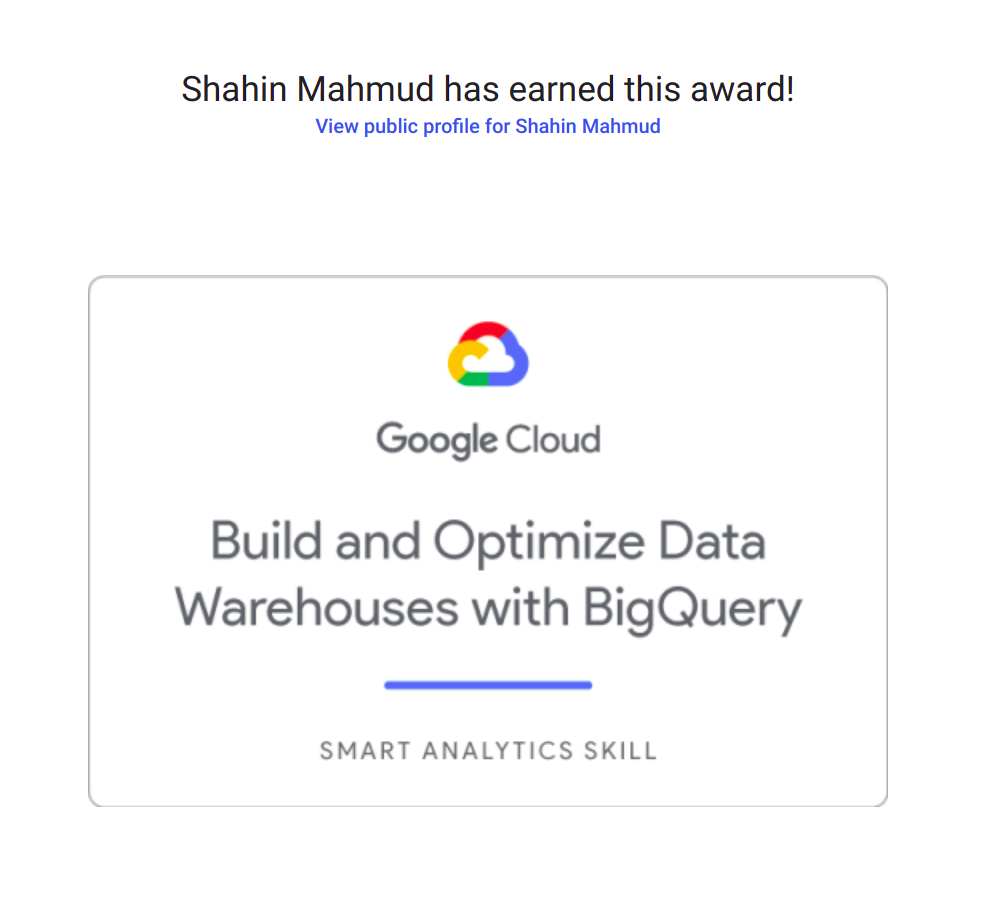 Shahin Mahmud has earned this award!
View public profile for Shahin Mahmud
Google Cloud
Build and Optimize Data
Warehouses with BigQuery
SMART ANALYTICS SKILL